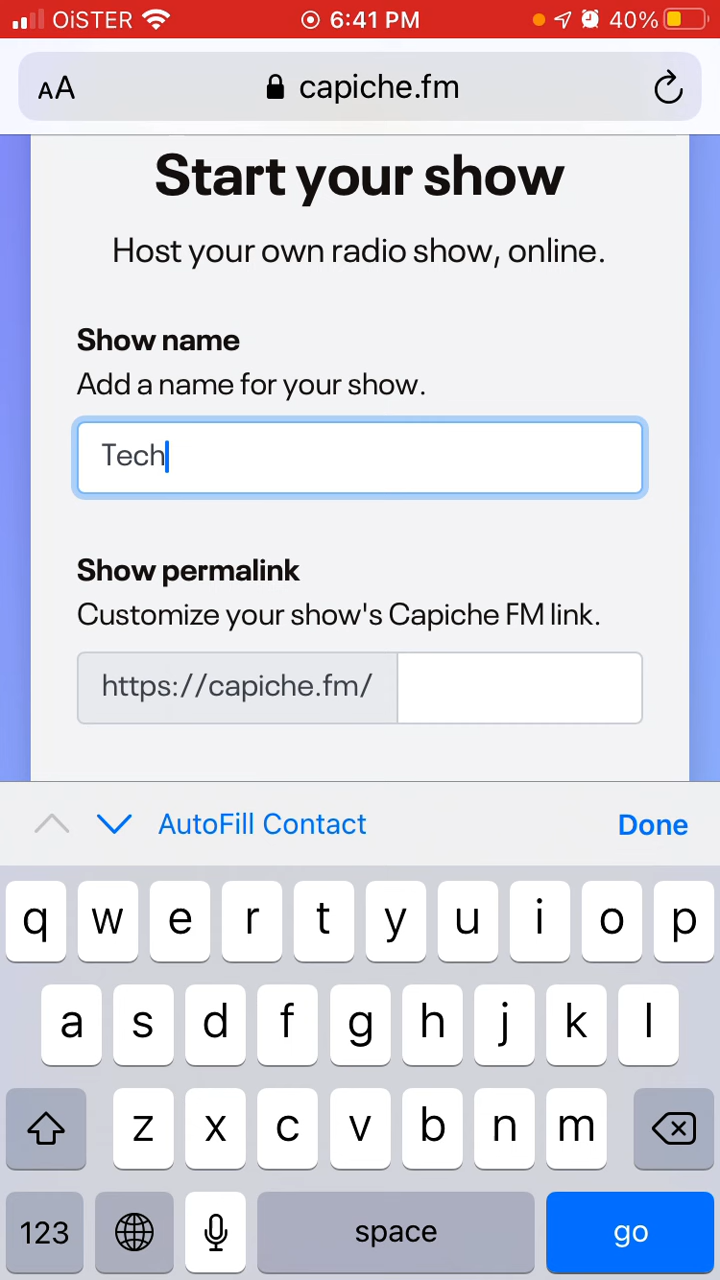 OiSTER 6:41 PM 40%
AA capiche.fm
Start your show
Host your own radio show, online.
Show name
Add a name for your show.
Tech
Show permalink
Customize your show's Capiche FM link.
https://capiche.fm/
AutoFill Contact Done
q w e r t y u i o p
a s d f g h j k l
z x c v b n m
123 space go